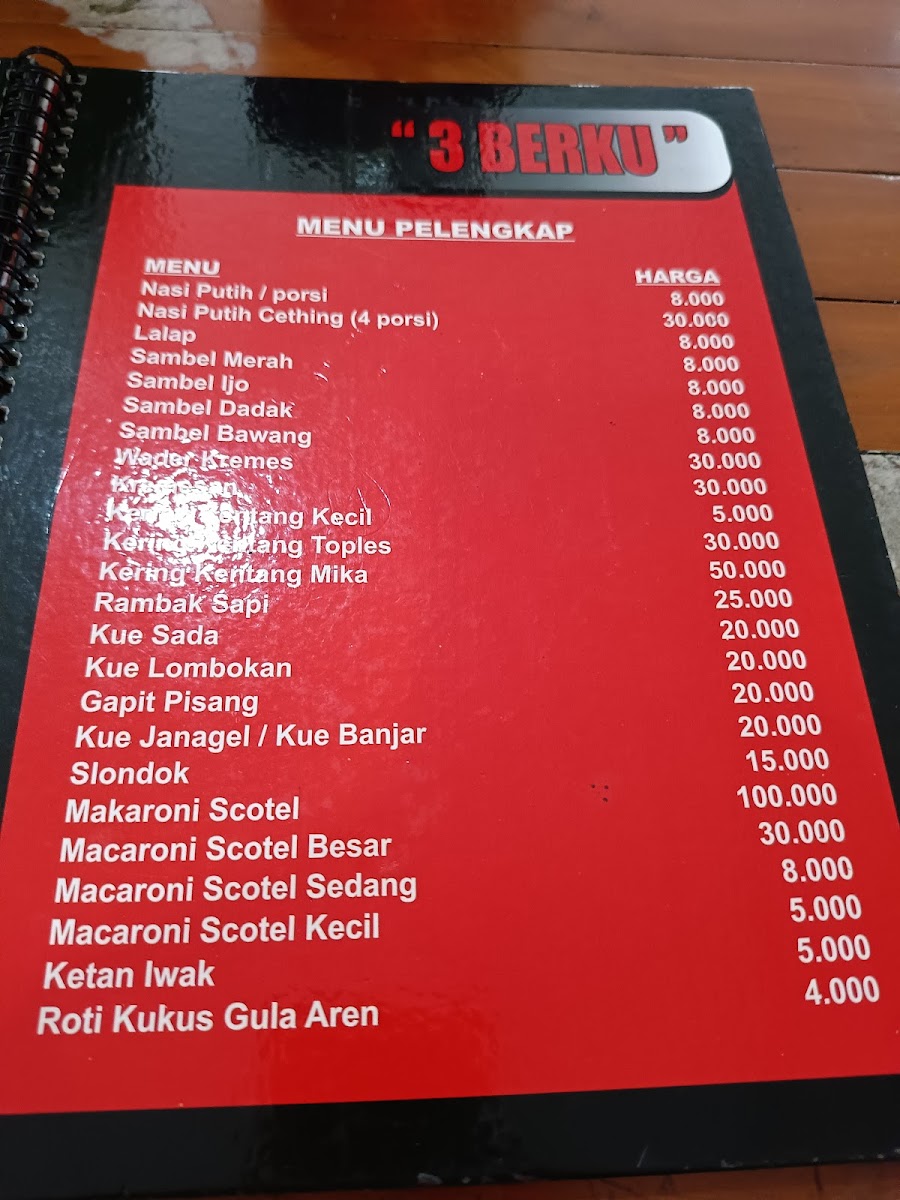 “ 3 BERKU ”
MENU PELENGKAP
MENU HARGA
Nasi Putih / porsi 8.000
Nasi Putih Cething (4 porsi) 30.000
Lalap 8.000
Sambel Merah 8.000
Sambel Ijo 8.000
Sambel Dadak 8.000
Sambel Bawang 8.000
Wader Kremes 30.000
30.000
Kering Kentang Kecil 5.000
Kering Kentang Toples 30.000
Kering Kentang Mika 50.000
Rambak Sapi 25.000
Kue Sada 20.000
Kue Lombokan 20.000
Gapit Pisang 20.000
Kue Janagel / Kue Banjar 20.000
Slondok 15.000
Makaroni Scotel 100.000
Macaroni Scotel Besar 30.000
Macaroni Scotel Sedang 8.000
Macaroni Scotel Kecil 5.000
Ketan Iwak 5.000
Roti Kukus Gula Aren 4.000